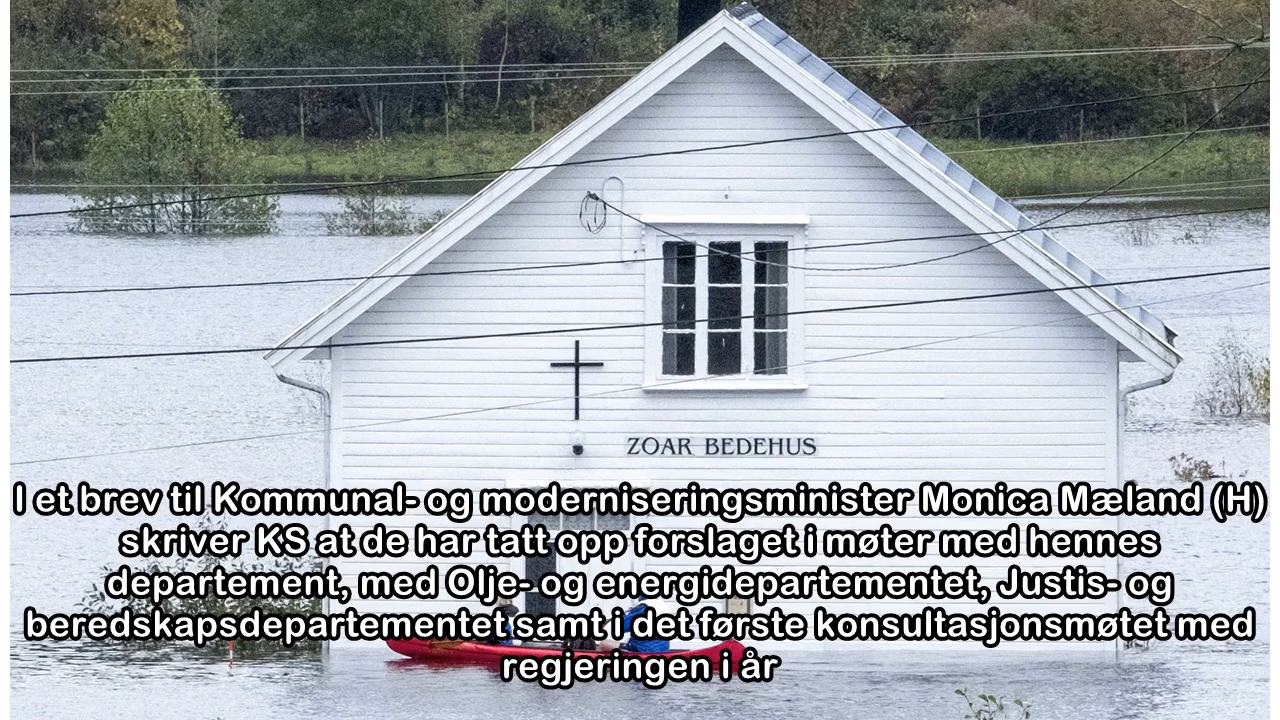 ZOAR BEDEHUS
I et brev til Kommunal- og moderniseringsminister Monica Mæland (H)
skriver KS at de har tatt opp forslaget i møter med hennes
departement, med Olje- og energidepartementet, Justis- og
beredskapsdepartementet samt i det første konsultasjonsmøtet med
regjeringen i år